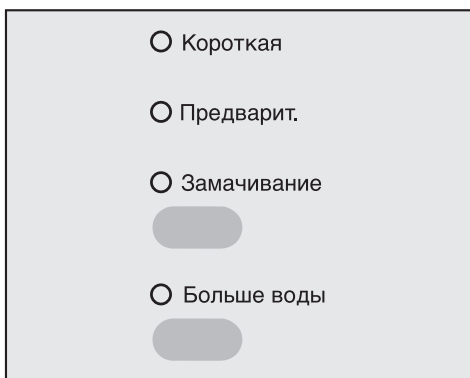 Короткая
Предварит.
Замачивание
Больше воды